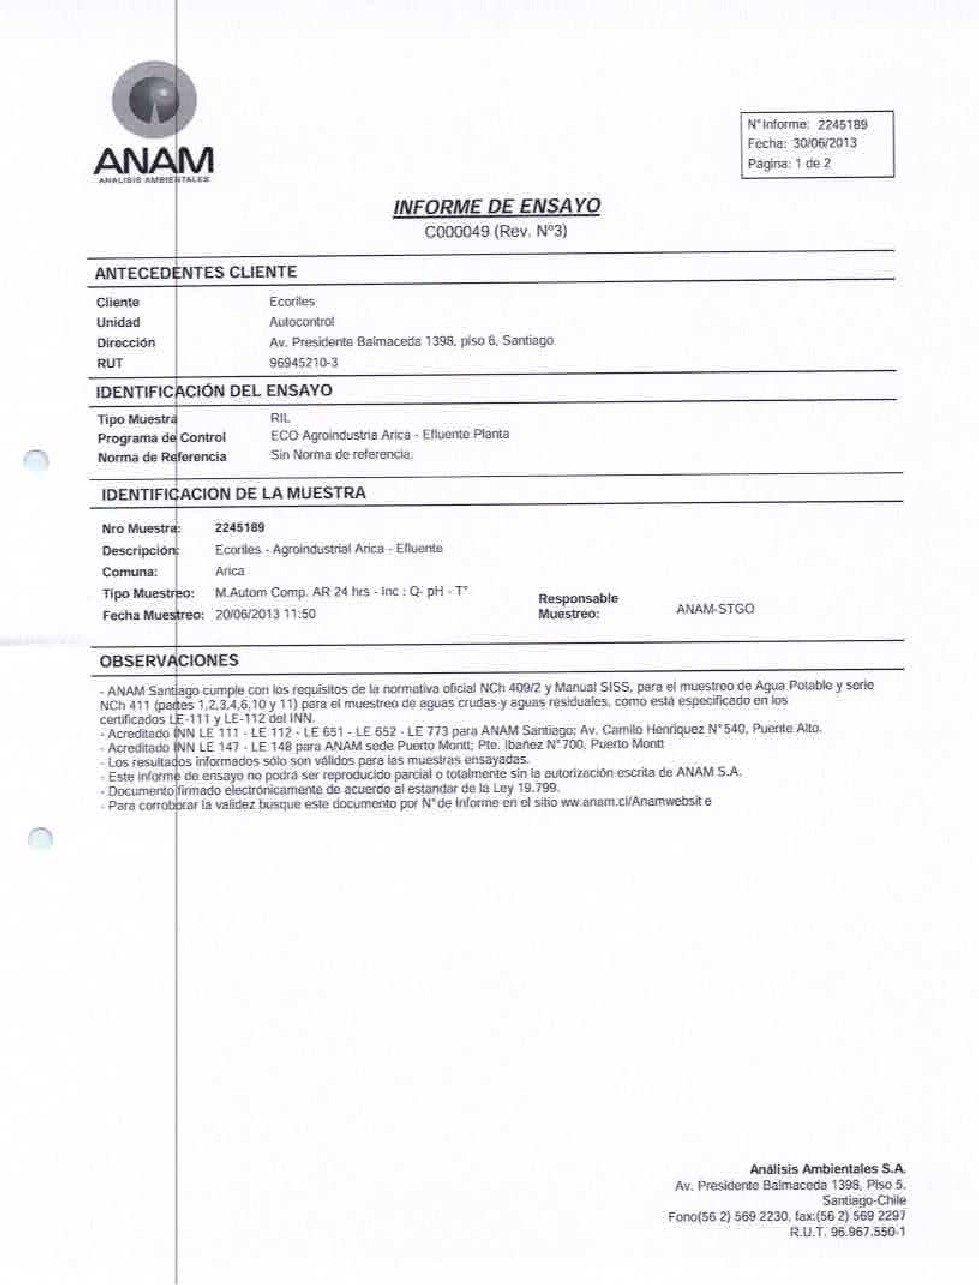 ANAM
ANALISIS AMBIENTALES
N° Informe: 2245189
Fecha: 30/06/2013
Pagina: 1 de 2
INFORME DE ENSAYO
C000049 (Rev. Nº3)
ANTECEDENTES CLIENTE
Cliente Ecoriles
Unidad Autocontrol
Dirección Av. Presidente Balmaceda 1398, piso 6, Santiago
RUT 96945210-3
IDENTIFICACIÓN DEL ENSAYO
Tipo Muestra RIL
Programa de Control ECO Agroindustria Arica - Efluente Planta
Norma de Referencia Sin Norma de referencia.
IDENTIFICACION DE LA MUESTRA
Nro Muestra: 2245189
Descripción: Ecoriles - Agroindustrial Arica - Efluente
Comuna: Arica
Tipo Muestreo: M.Autom Comp. AR 24 hrs - Inc : Q- pH - T°
Fecha Muestreo: 20/06/2013 11:50
Responsable Muestreo: ANAM-STGO
OBSERVACIONES
- ANAM Santiago cumple con los requisitos de la normativa oficial NCh 409/2 y Manual SISS, para el muestreo de Agua Potable y serie
NCh 411 (partes 1,2,3,4,6,10 y 11) para el muestreo de aguas crudas y aguas residuales, como está especificado en los
certificados LE-111 y LE-112 del INN.
- Acreditado INN LE 111 - LE 112 - LE 651 - LE 652 - LE 773 para ANAM Santiago; Av. Camilo Henriquez N°540, Puente Alto.
- Acreditado INN LE 147 - LE 148 para ANAM sede Puerto Montt; Pte. Ibañez N°700, Puerto Montt
- Los resultados informados sólo son válidos para las muestras ensayadas.
- Este informe de ensayo no podrá ser reproducido parcial o totalmente sin la autorización escrita de ANAM S.A.
- Documento firmado electrónicamente de acuerdo al estandar de la Ley 19.799.
- Para corroborar la validez busque este documento por N° de Informe en el sitio ww.anam.cl/Anamwebsit e
Análisis Ambientales S.A.
Av. Presidente Balmaceda 1398, Piso 5.
Santiago-Chile
Fono(56 2) 569 2230, fax:(56 2) 569 2297
R.U.T. 96.967.550-1